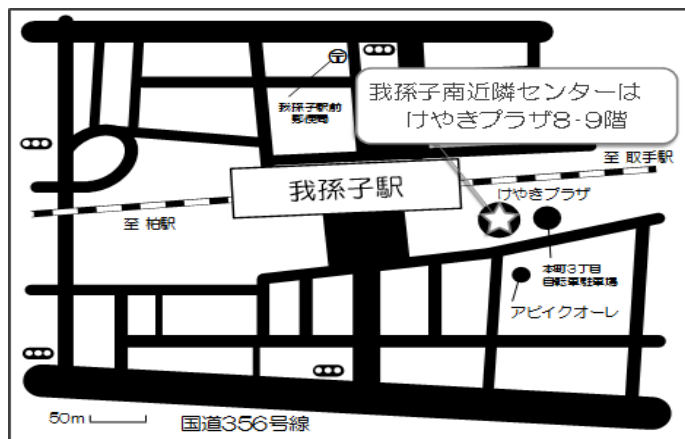 我孫子駅前
郵便局
我孫子南近隣センターは
けやきプラザ8-9階
至 取手駅
我孫子駅
けやきプラザ
至 柏駅
本町3丁目
自転車駐車場
アビイクオーレ
50m
国道356号線